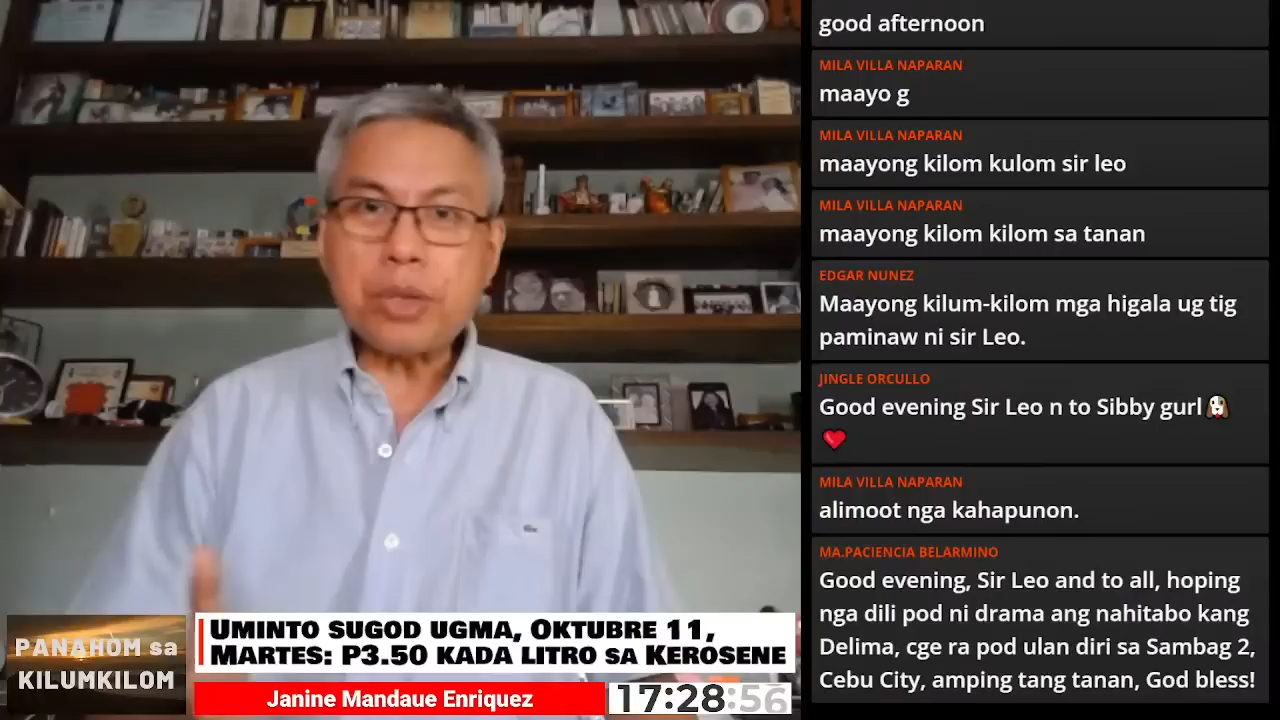 good afternoon
MILA VILLA NAPARAN
maayo g
MILA VILLA NAPARAN
maayong kilom kulom sir leo
MILA VILLA NAPARAN
maayong kilom kilom sa tanan
EDGAR NUNEZ
Maayong kilum-kilom mga higala ug tig
paminaw ni sir Leo.
JINGLE ORCULLO
Good evening Sir Leo n to Sibby gurl
MILA VILLA NAPARAN
alimoot nga kahapunon.
MA.PACIENCIA BELARMINO
Good evening, Sir Leo and to all, hoping
nga dili pod ni drama ang nahitabo kang
Delima, cge ra pod ulan diri sa Sambag 2,
Cebu City, amping tang tanan, God bless!
PANAHOM sa
KILUMKILOM
UMINTO SUGOD UGMA, OKTUBRE 11,
MARTES: P3.50 KADA LITRO SA KEROSENE
Janine Mandaue Enriquez
17:28:56